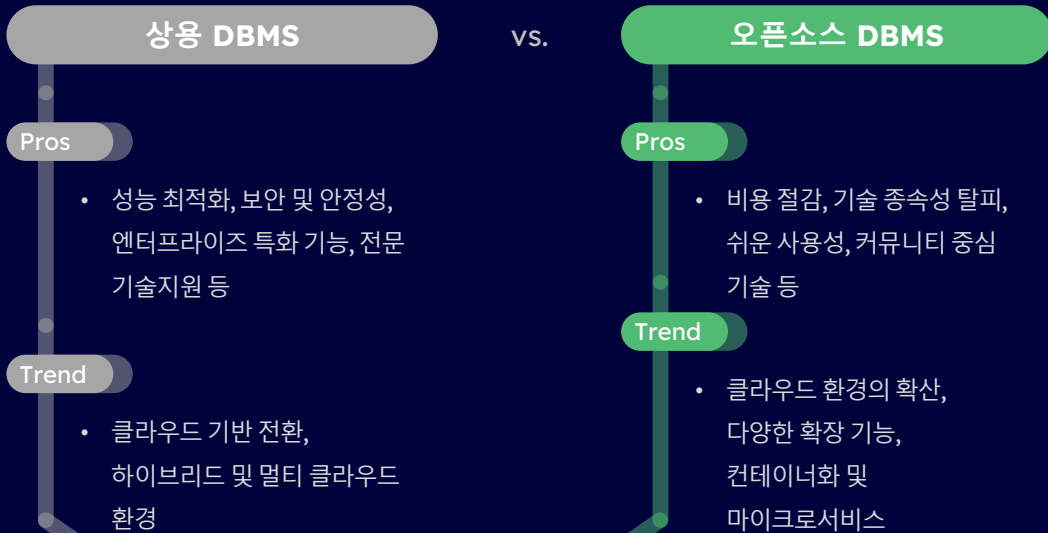 상용 DBMS
vs.
오픈소스 DBMS
Pros
• 성능 최적화, 보안 및 안정성,
엔터프라이즈 특화 기능, 전문
기술지원 등
Trend
• 클라우드 기반 전환,
하이브리드 및 멀티 클라우드
환경
Pros
• 비용 절감, 기술 종속성 탈피,
쉬운 사용성, 커뮤니티 중심
기술 등
Trend
• 클라우드 환경의 확산,
다양한 확장 기능,
컨테이너화 및
마이크로서비스